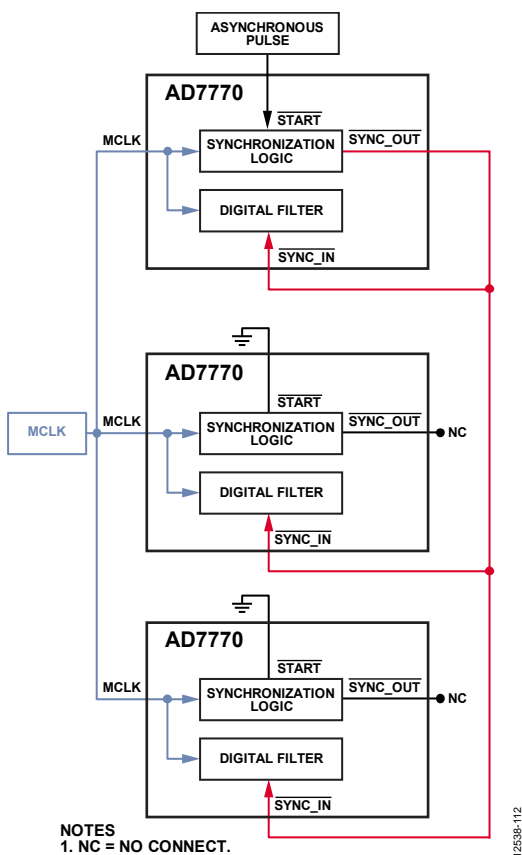 ASYNCHRONOUS
PULSE
AD7770
START
MCLK
SYNCHRONIZATION
LOGIC
SYNC_OUT
DIGITAL FILTER
SYNC_IN
AD7770
START
MCLK
MCLK
SYNCHRONIZATION
LOGIC
SYNC_OUT
NC
DIGITAL FILTER
SYNC_IN
AD7770
START
MCLK
SYNCHRONIZATION
LOGIC
SYNC_OUT
NC
DIGITAL FILTER
SYNC_IN
NOTES
1. NC = NO CONNECT.
12538-112